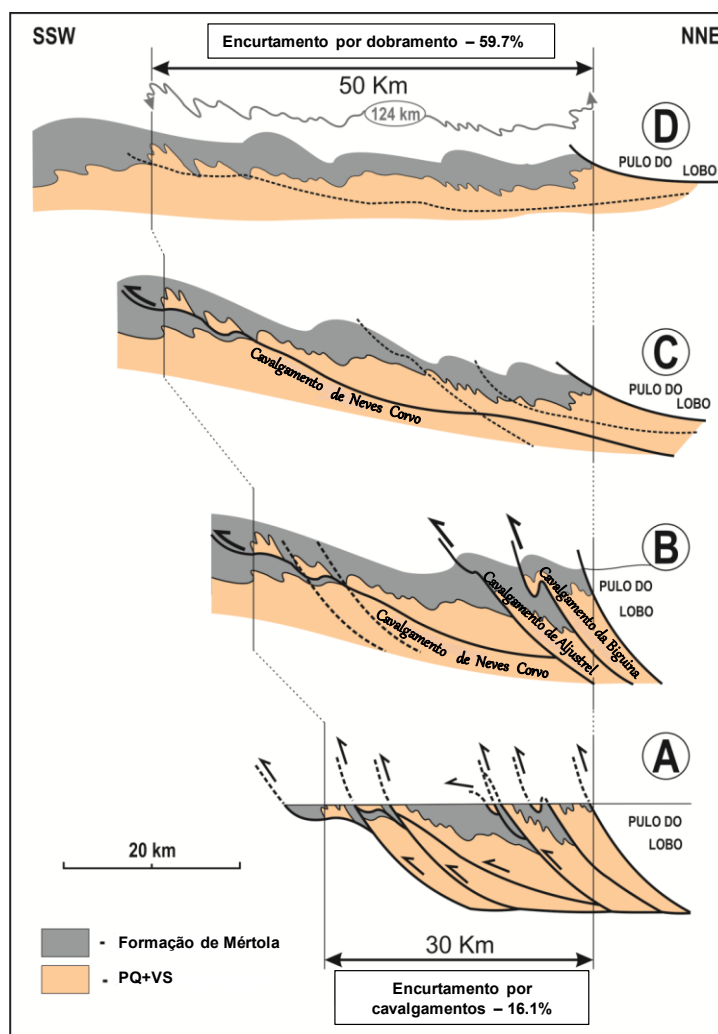 SSW
NNE
Encurtamento por dobramento – 59.7%
50 Km
124 km
D
PULO DO
LOBO
C
PULO DO
LOBO
Cavalgamento de Neves Corvo
B
PULO DO
LOBO
Cavalgamento da Biguina
Cavalgamento de Aljustrel
Cavalgamento de Neves Corvo
A
PULO DO
LOBO
20 km
- Formação de Mértola
- PQ+VS
30 Km
Encurtamento por
cavalgamentos – 16.1%